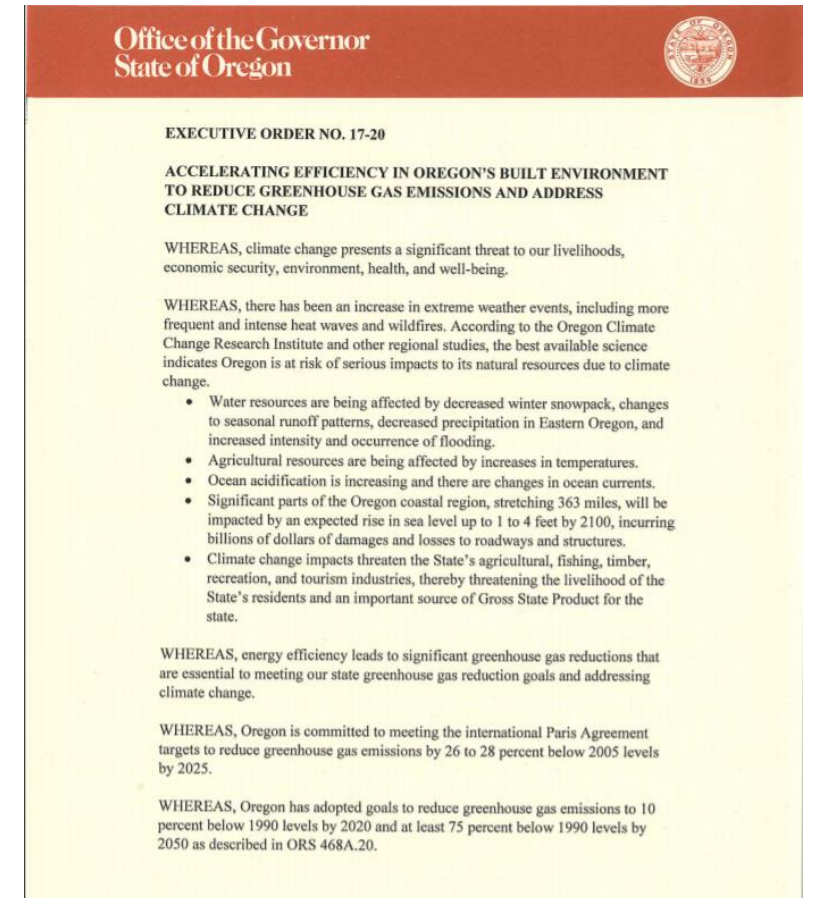 Office of the Governor
State of Oregon
STATE OF OREGON
1859
EXECUTIVE ORDER NO. 17-20
ACCELERATING EFFICIENCY IN OREGON'S BUILT ENVIRONMENT
TO REDUCE GREENHOUSE GAS EMISSIONS AND ADDRESS
CLIMATE CHANGE
WHEREAS, climate change presents a significant threat to our livelihoods,
economic security, environment, health, and well-being.
WHEREAS, there has been an increase in extreme weather events, including more
frequent and intense heat waves and wildfires. According to the Oregon Climate
Change Research Institute and other regional studies, the best available science
indicates Oregon is at risk of serious impacts to its natural resources due to climate
change.
• Water resources are being affected by decreased winter snowpack, changes
to seasonal runoff patterns, decreased precipitation in Eastern Oregon, and
increased intensity and occurrence of flooding.
• Agricultural resources are being affected by increases in temperatures.
• Ocean acidification is increasing and there are changes in ocean currents.
• Significant parts of the Oregon coastal region, stretching 363 miles, will be
impacted by an expected rise in sea level up to 1 to 4 feet by 2100, incurring
billions of dollars of damages and losses to roadways and structures.
• Climate change impacts threaten the State's agricultural, fishing, timber,
recreation, and tourism industries, thereby threatening the livelihood of the
State's residents and an important source of Gross State Product for the
state.
WHEREAS, energy efficiency leads to significant greenhouse gas reductions that
are essential to meeting our state greenhouse gas reduction goals and addressing
climate change.
WHEREAS, Oregon is committed to meeting the international Paris Agreement
targets to reduce greenhouse gas emissions by 26 to 28 percent below 2005 levels
by 2025.
WHEREAS, Oregon has adopted goals to reduce greenhouse gas emissions to 10
percent below 1990 levels by 2020 and at least 75 percent below 1990 levels by
2050 as described in ORS 468A.20.